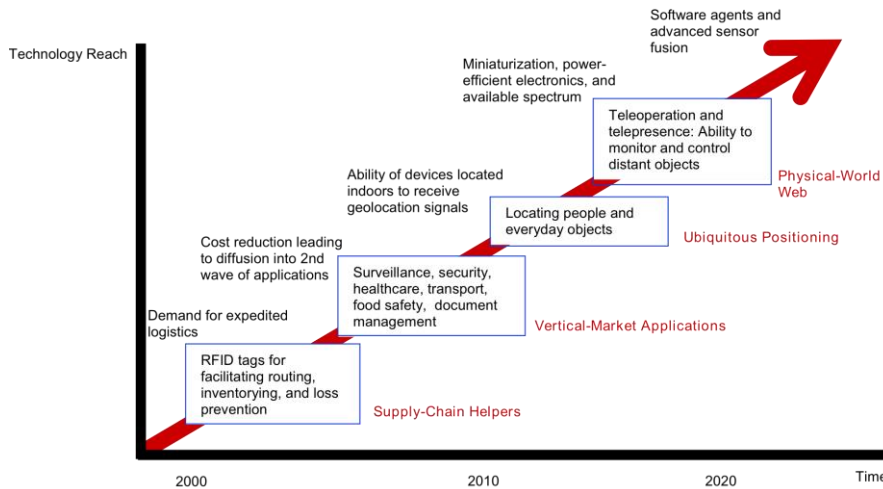 Software agents and
advanced sensor
fusion
Technology Reach
Miniaturization, power-
efficient electronics, and
available spectrum
Teleoperation and
telepresence: Ability to
monitor and control
distant objects
Physical-World
Web
Ability of devices located
indoors to receive
geolocation signals
Locating people and
everyday objects
Ubiquitous Positioning
Cost reduction leading
to diffusion into 2nd
wave of applications
Surveillance, security,
healthcare, transport,
food safety, document
management
Vertical-Market Applications
Demand for expedited
logistics
RFID tags for
facilitating routing,
inventorying, and loss
prevention
Supply-Chain Helpers
2000
2010
2020
Time